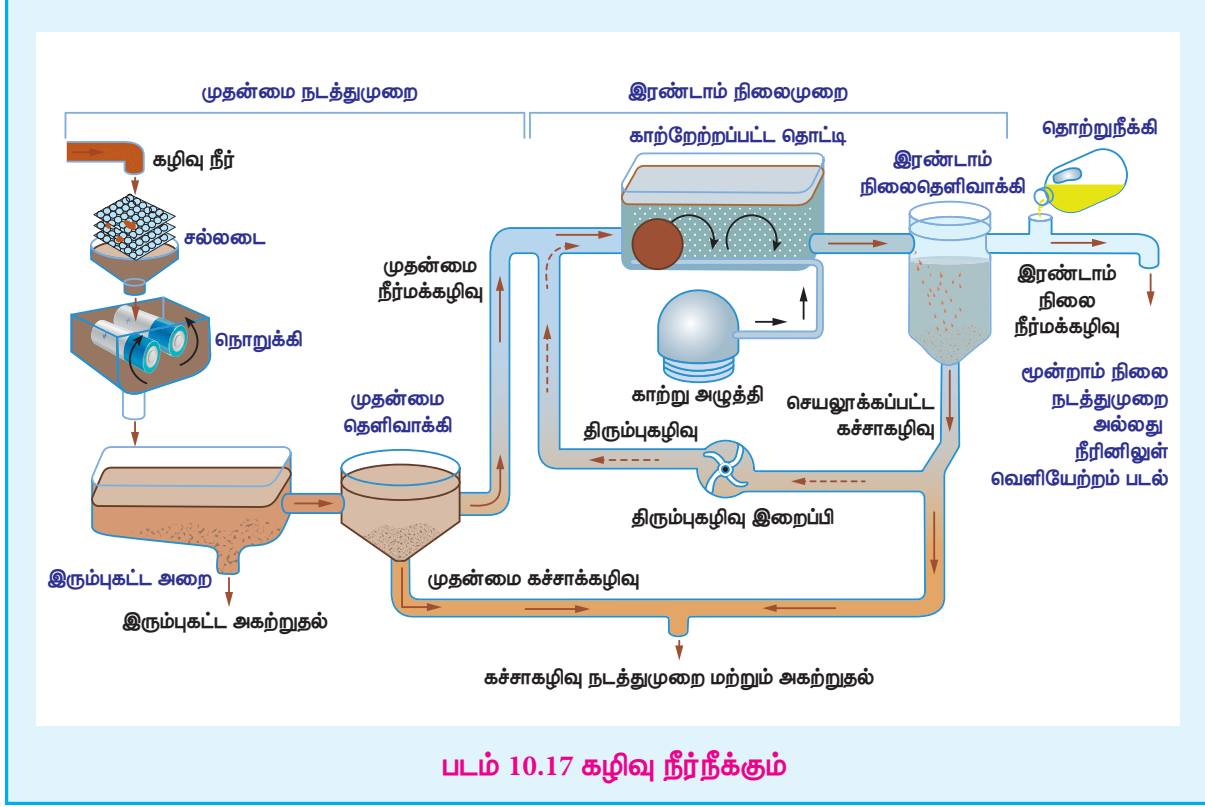 முதன்மை நடத்துமுறை
இரண்டாம் நிலைமுறை
கழிவு நீர்
சல்லடை
நொறுக்கி
இரும்புகட்ட அறை
இரும்புகட்ட அகற்றுதல்
முதன்மை
தெளிவாக்கி
முதன்மை
நீர்மக்கழிவு
முதன்மை கச்சாக்கழிவு
காற்றேற்றப்பட்ட தொட்டி
காற்று அழுத்தி
திரும்புகழிவு
திரும்புகழிவு இறைப்பி
இரண்டாம்
நிலைதெளிவாக்கி
செயலூக்கப்பட்ட
கச்சாகழிவு
தொற்றுநீக்கி
இரண்டாம்
நிலை
நீர்மக்கழிவு
மூன்றாம் நிலை
நடத்துமுறை
அல்லது
நீரினிலுள்
வெளியேற்றம் படல்
கச்சாகழிவு நடத்துமுறை மற்றும் அகற்றுதல்
படம் 10.17 கழிவு நீர்நீக்கும்